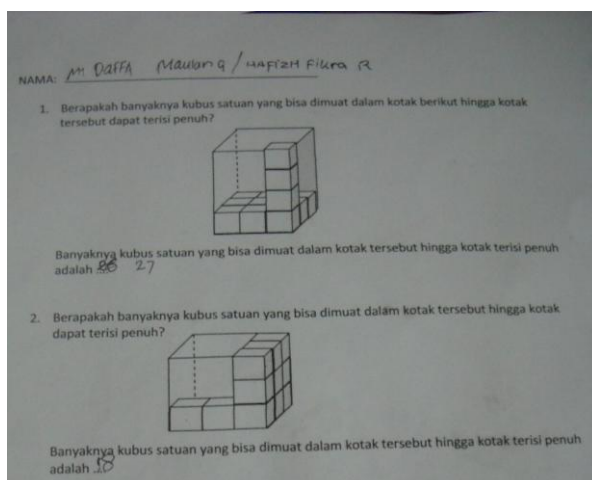 NAMA: M. DAFFA Maulana / HAFIZH Fikra R
1. Berapakah banyaknya kubus satuan yang bisa dimuat dalam kotak berikut hingga kotak
tersebut dapat terisi penuh?
Banyaknya kubus satuan yang bisa dimuat dalam kotak tersebut hingga kotak terisi penuh
adalah 27
2. Berapakah banyaknya kubus satuan yang bisa dimuat dalam kotak tersebut hingga kotak
dapat terisi penuh?
Banyaknya kubus satuan yang bisa dimuat dalam kotak tersebut hingga kotak terisi penuh
adalah